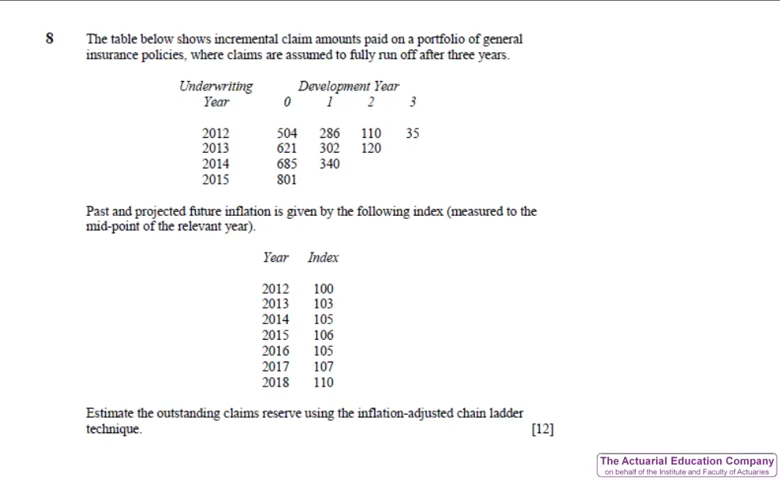 8 The table below shows incremental claim amounts paid on a portfolio of general
insurance policies, where claims are assumed to fully run off after three years.
Underwriting Development Year
Year 0 1 2 3
2012 504 286 110 35
2013 621 302 120
2014 685 340
2015 801
Past and projected future inflation is given by the following index (measured to the
mid-point of the relevant year).
Year Index
2012 100
2013 103
2014 105
2015 106
2016 105
2017 107
2018 110
Estimate the outstanding claims reserve using the inflation-adjusted chain ladder
technique. [12]
The Actuarial Education Company
on behalf of the Institute and Faculty of Actuaries